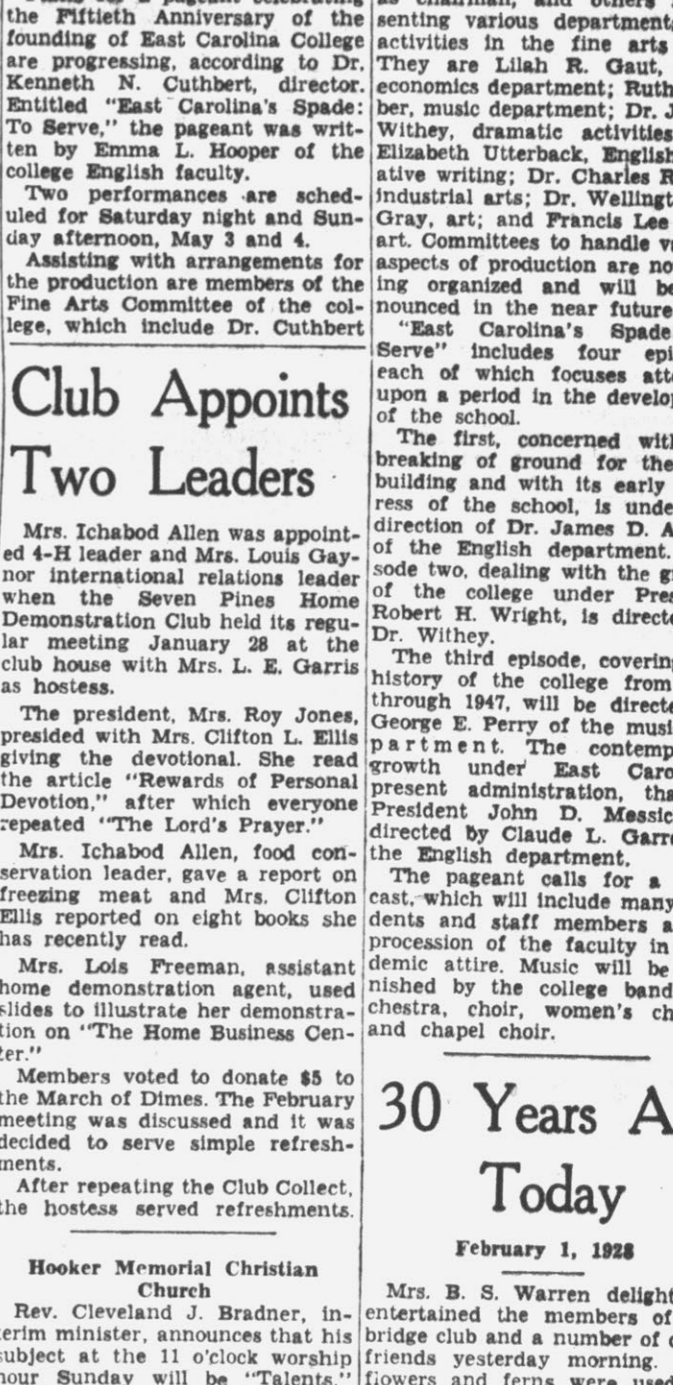 the Fiftieth Anniversary of the
founding of East Carolina College
are progressing, according to Dr.
Kenneth N. Cuthbert, director.
Entitled "East Carolina's Spade:
To Serve," the pageant was writ-
ten by Emma L. Hooper of the
college English faculty.
Two performances are sched-
uled for Saturday night and Sun-
day afternoon, May 3 and 4.
Assisting with arrangements for
the production are members of the
Fine Arts Committee of the col-
lege, which include Dr. Cuthbert
Club Appoints
Two Leaders
Mrs. Ichabod Allen was appoint-
ed 4-H leader and Mrs. Louis Gay-
nor international relations leader
when the Seven Pines Home
Demonstration Club held its regu-
lar meeting January 28 at the
club house with Mrs. L. E. Garris
as hostess.
The president, Mrs. Roy Jones,
presided with Mrs. Clifton L. Ellis
giving the devotional. She read
the article "Rewards of Personal
Devotion," after which everyone
repeated "The Lord's Prayer."
Mrs. Ichabod Allen, food con-
servation leader, gave a report on
freezing meat and Mrs. Clifton
Ellis reported on eight books she
has recently read.
Mrs. Lois Freeman, assistant
home demonstration agent, used
slides to illustrate her demonstra-
tion on "The Home Business Cen-
ter."
Members voted to donate $5 to
the March of Dimes. The February
meeting was discussed and it was
decided to serve simple refresh-
ments.
After repeating the Club Collect,
the hostess served refreshments.
Hooker Memorial Christian
Church
Rev. Cleveland J. Bradner, in-
terim minister, announces that his
subject at the 11 o'clock worship
hour Sunday will be "Talents."
senting various department
activities in the fine arts
They are Lilah R. Gaut,
economics department; Ruth
ber, music department; Dr. J
Withey, dramatic activities
Elizabeth Utterback, English
ative writing; Dr. Charles R
industrial arts; Dr. Wellingt
Gray, art; and Francis Lee
art. Committees to handle v
aspects of production are no
ing organized and will be
nounced in the near future
"East Carolina's Spade
Serve" includes four epi
each of which focuses att
upon a period in the develop
of the school.
The first, concerned with
breaking of ground for the
building and with its early
ress of the school, is unde
direction of Dr. James D. A
of the English department.
sode two, dealing with the g
of the college under Pres
Robert H. Wright, is directe
Dr. Withey.
The third episode, covering
history of the college from
through 1947, will be directe
George E. Perry of the musi
partment. The contemp
growth under East Caro
present administration, tha
President John D. Messic
directed by Claude L. Garr
the English department.
The pageant calls for a
cast, which will include many
dents and staff members a
procession of the faculty in
demic attire. Music will be
nished by the college band
chestra, choir, women's ch
and chapel choir.
30 Years A
Today
February 1, 1928
Mrs. B. S. Warren delight
entertained the members of
bridge club and a number of
friends yesterday morning.
flowers and ferns were used